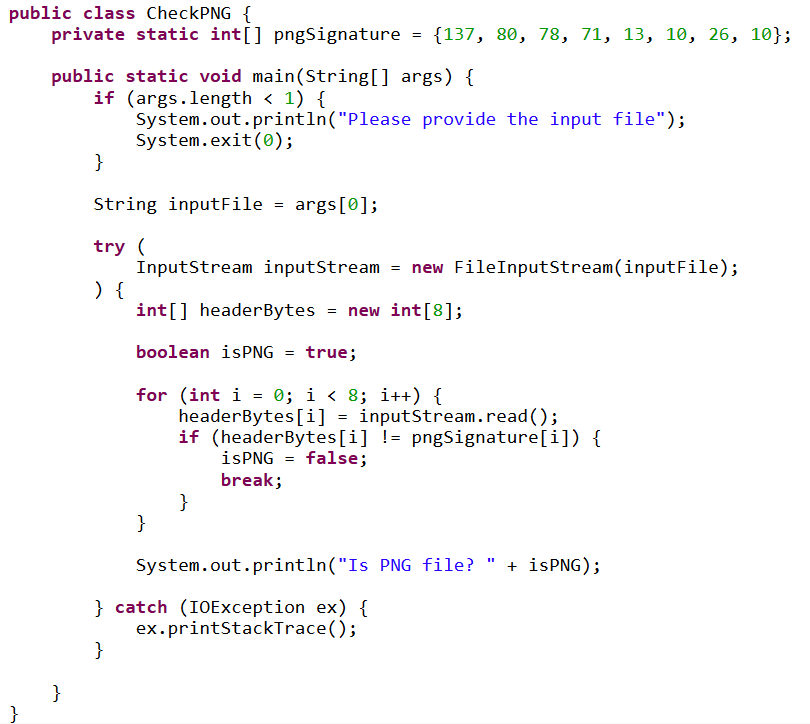 public class CheckPNG {
    private static int[] pngSignature = {137, 80, 78, 71, 13, 10, 26, 10};

    public static void main(String[] args) {
        if (args.length < 1) {
            System.out.println("Please provide the input file");
            System.exit(0);
        }

        String inputFile = args[0];

        try (
            InputStream inputStream = new FileInputStream(inputFile);
        ) {
            int[] headerBytes = new int[8];

            boolean isPNG = true;

            for (int i = 0; i < 8; i++) {
                headerBytes[i] = inputStream.read();
                if (headerBytes[i] != pngSignature[i]) {
                    isPNG = false;
                    break;
                }
            }

            System.out.println("Is PNG file? " + isPNG);

        } catch (IOException ex) {
            ex.printStackTrace();
        }

    }
}